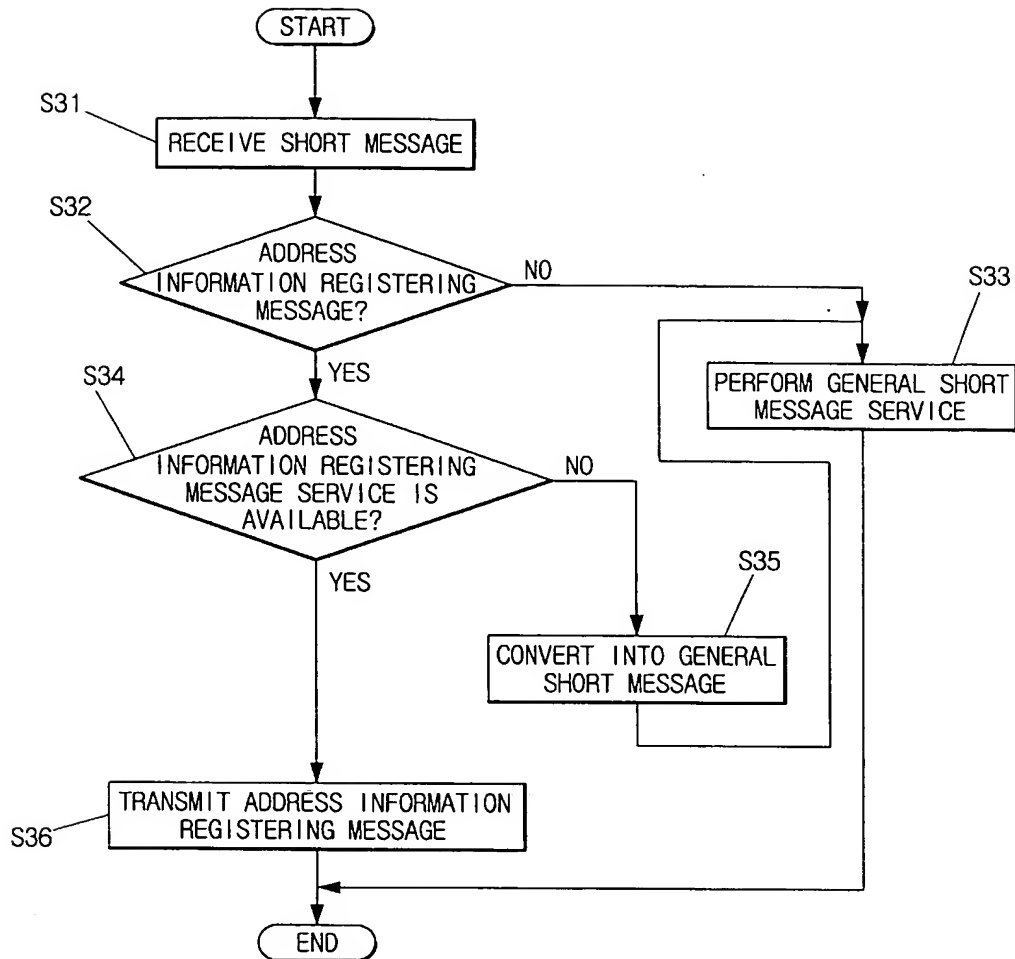 START
S31
RECEIVE SHORT MESSAGE
S32
ADDRESS
INFORMATION REGISTERING
MESSAGE?
NO
S33
PERFORM GENERAL SHORT
MESSAGE SERVICE
YES
S34
ADDRESS
INFORMATION REGISTERING
MESSAGE SERVICE IS
AVAILABLE?
NO
YES
S35
CONVERT INTO GENERAL
SHORT MESSAGE
TRANSMIT ADDRESS INFORMATION
REGISTERING MESSAGE
S36
END